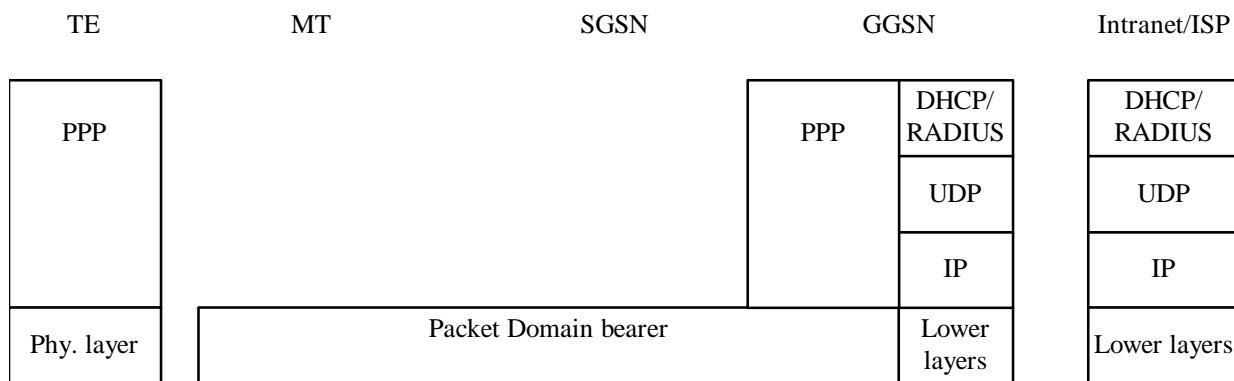 TE MT SGSN GGSN Intranet/ISP
PPP
PPP
DHCP/
RADIUS
DHCP/
RADIUS
UDP
UDP
IP
IP
Phy. layer
Packet Domain bearer
Lower
layers
Lower layers